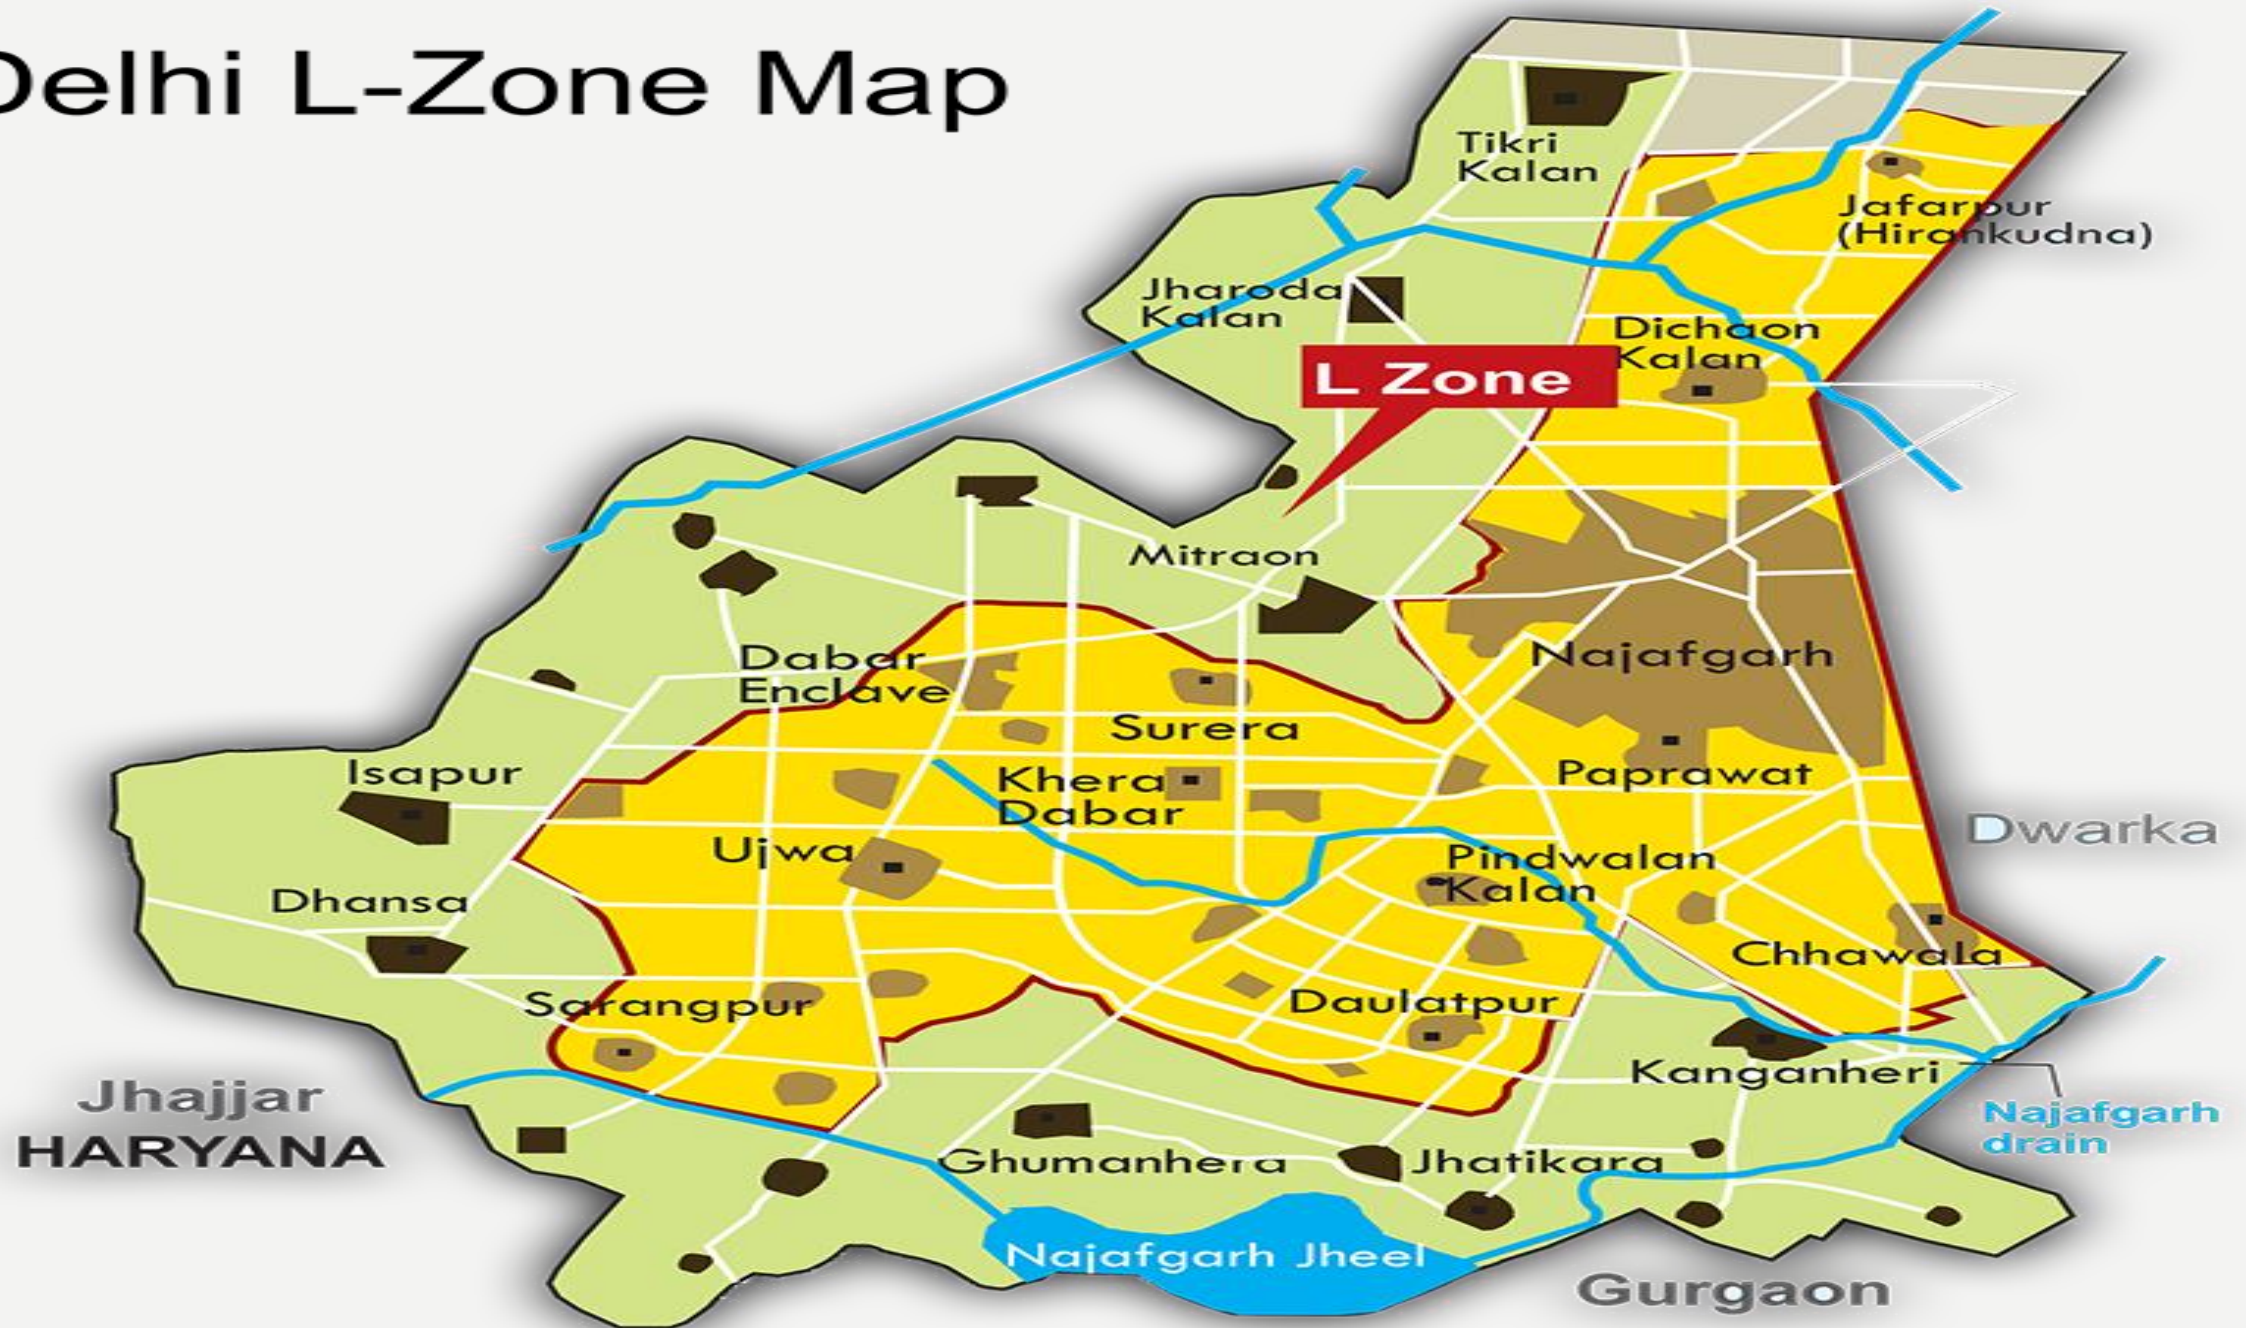 Delhi L-Zone Map
Tikri
Kalan
Jafarpur
(Hirankudna)
Jharoda
Kalan
Dichaon
Kalan
L Zone
Mitraon
Dabar
Enclave
Najafgarh
Surera
Isapur
Khera
Dabar
Paprawat
Dwarka
Ujwa
Pindwalan
Kalan
Dhansa
Chhawala
Sarangpur
Daulatpur
Kanganheri
Jhajjar
HARYANA
Najafgarh
drain
Ghumanhera
Jhatikara
Najafgarh Jheel
Gurgaon